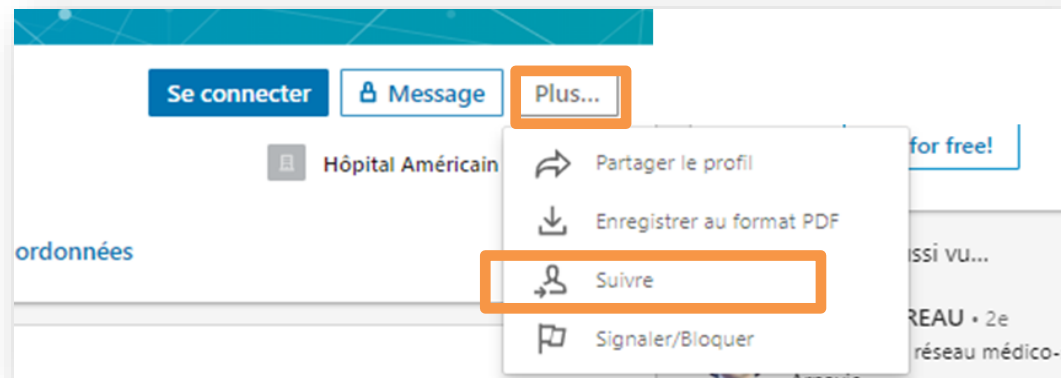 Se connecter
Message
Plus...
Hôpital Américain
Partager le profil
for free!
Enregistrer au format PDF
ordonnées
ssi vu...
Suivre
REAU • 2e
Signaler/Bloquer
réseau médico-